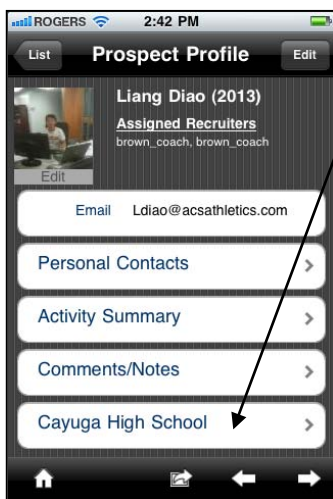 ROGERS 2:42 PM
List Prospect Profile Edit
Liang Diao (2013)
Assigned Recruiters
brown_coach, brown_coach
Edit
Email Ldiao@acsathletics.com
Personal Contacts
Activity Summary
Comments/Notes
Cayuga High School